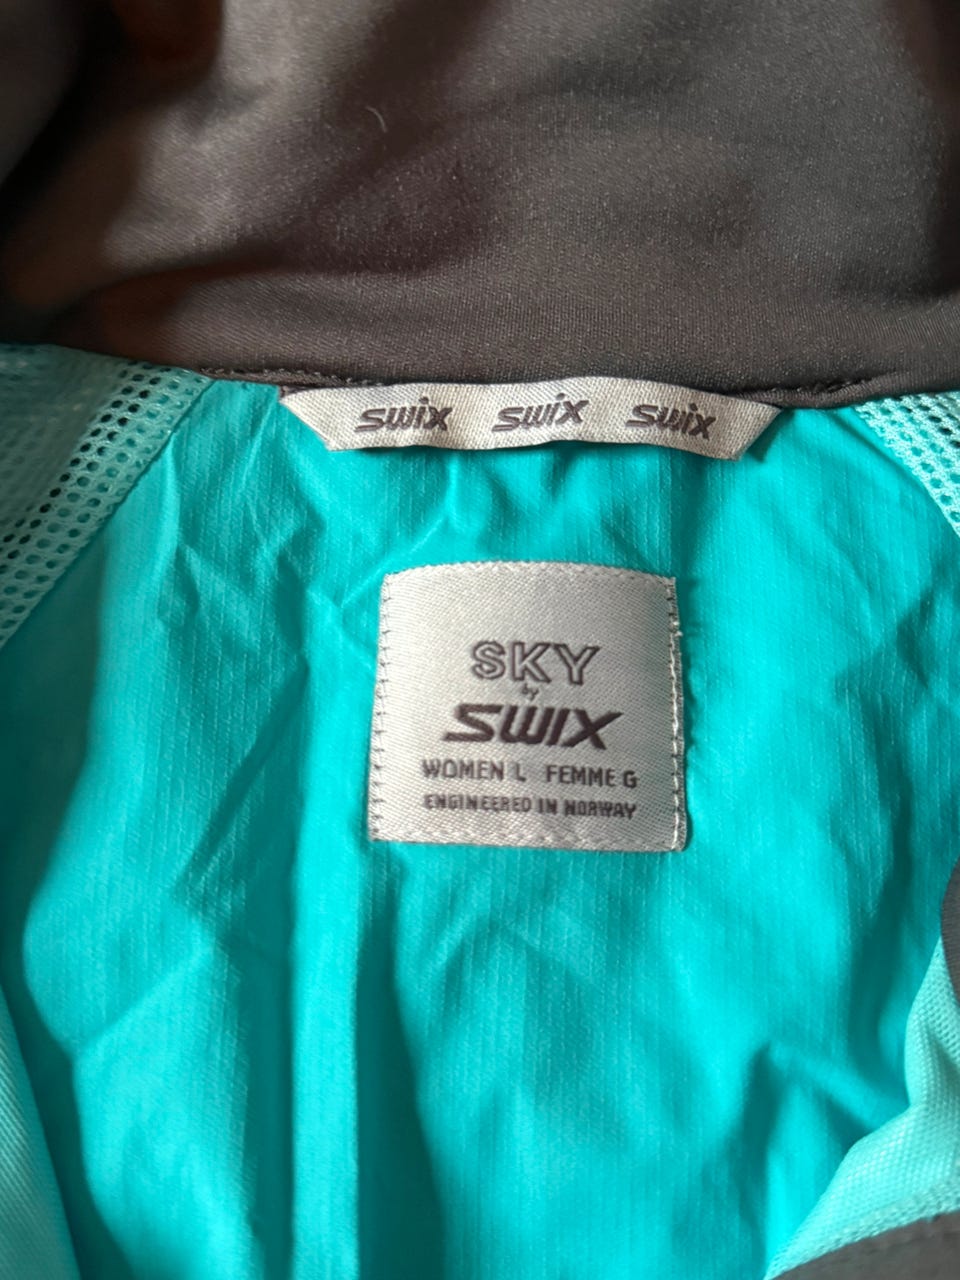 SWIX SWIX SWIX
SKY
by
SWIX
WOMEN L FEMME G
ENGINEERED IN NORWAY